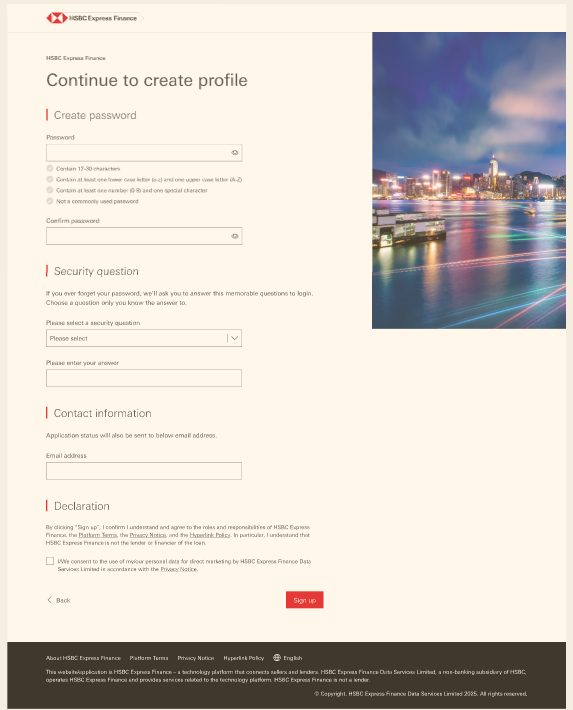 HSBC Express Finance
HSBC Express Finance
Continue to create profile
Create password
Password
Contain 12-30 characters
Contain at least one lower case letter (a-z) and one upper case letter (A-Z)
Contain at least one number (0-9) and one special character
Not a commonly used password
Confirm password
Security question
If you ever forget your password, we'll ask you to answer this memorable questions to login.
Choose a question only you know the answer to.
Please select a security question
Please select
Please enter your answer
Contact information
Application status will also be sent to below email address.
Email address
Declaration
By clicking "Sign up", I confirm I understand and agree to the roles and responsibilities of HSBC Express
Finance, the Platform Terms, the Privacy Notice, and the Hyperlink Policy. In particular, I understand that
HSBC Express Finance is not the lender or financier of the loan.
I/We consent to the use of my/our personal data for direct marketing by HSBC Express Finance Data
Services Limited in accordance with the Privacy Notice.
Back
Sign up
About HSBC Express Finance Platform Terms Privacy Notice Hyperlink Policy English
This website/application is HSBC Express Finance – a technology platform that connects sellers and lenders. HSBC Express Finance Data Services Limited, a non-banking subsidiary of HSBC,
operates HSBC Express Finance and provides services related to the technology platform. HSBC Express Finance is not a lender.
© Copyright. HSBC Express Finance Data Services Limited 2025. All rights reserved.